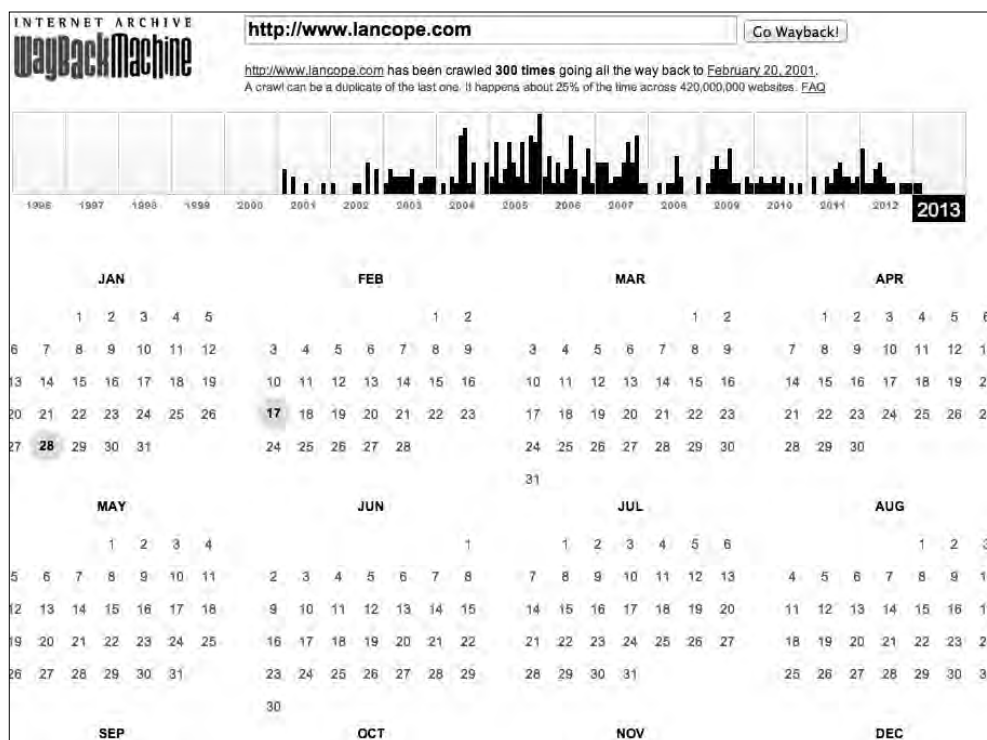 INTERNET ARCHIVE
WayBackMachine
http://www.lancope.com
Go Wayback!
http://www.lancope.com has been crawled 300 times going all the way back to February 20, 2001.
A crawl can be a duplicate of the last one. It happens about 25% of the time across 420,000,000 websites. FAQ
1996 1997 1998 1999 2000 2001 2002 2003 2004 2005 2006 2007 2008 2009 2010 2011 2012 2013
JAN FEB MAR APR
1 2 3 4 5 1 2 1 2 1 2 3 4 5 6
6 7 8 9 10 11 12 3 4 5 6 7 8 9 3 4 5 6 7 8 9 7 8 9 10 11 12
13 14 15 16 17 18 19 10 11 12 13 14 15 16 10 11 12 13 14 15 16 14 15 16 17 18 19
20 21 22 23 24 25 26 17 18 19 20 21 22 23 17 18 19 20 21 22 23 21 22 23 24 25 26
27 28 29 30 31 24 25 26 27 28 24 25 26 27 28 29 30 28 29 30
31
MAY JUN JUL AUG
1 2 3 4 1 1 2 3 4 5 6 1 2 3
5 6 7 8 9 10 11 2 3 4 5 6 7 8 7 8 9 10 11 12 13 4 5 6 7 8 9
12 13 14 15 16 17 18 9 10 11 12 13 14 15 14 15 16 17 18 19 20 11 12 13 14 15 16
19 20 21 22 23 24 25 16 17 18 19 20 21 22 21 22 23 24 25 26 27 18 19 20 21 22 23
26 27 28 29 30 31 23 24 25 26 27 28 29 28 29 30 31 25 26 27 28 29 30
30
SEP OCT NOV DEC